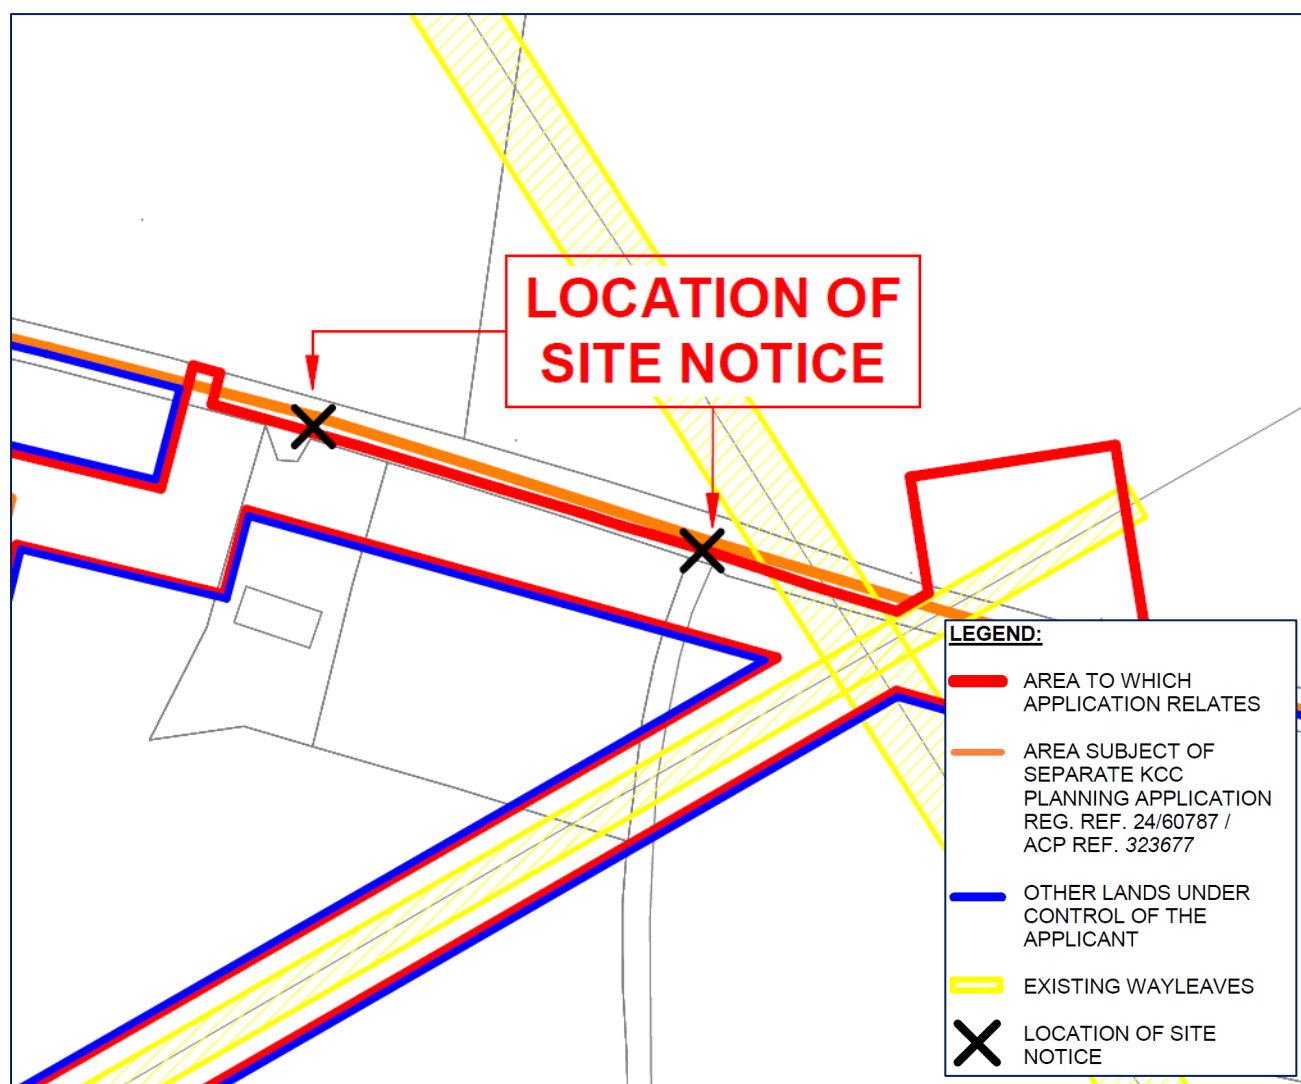 LOCATION OF
SITE NOTICE
LEGEND:
AREA TO WHICH
APPLICATION RELATES
AREA SUBJECT OF
SEPARATE KCC
PLANNING APPLICATION
REG. REF. 24/60787 /
ACP REF. 323677
OTHER LANDS UNDER
CONTROL OF THE
APPLICANT
EXISTING WAYLEAVES
LOCATION OF SITE
NOTICE